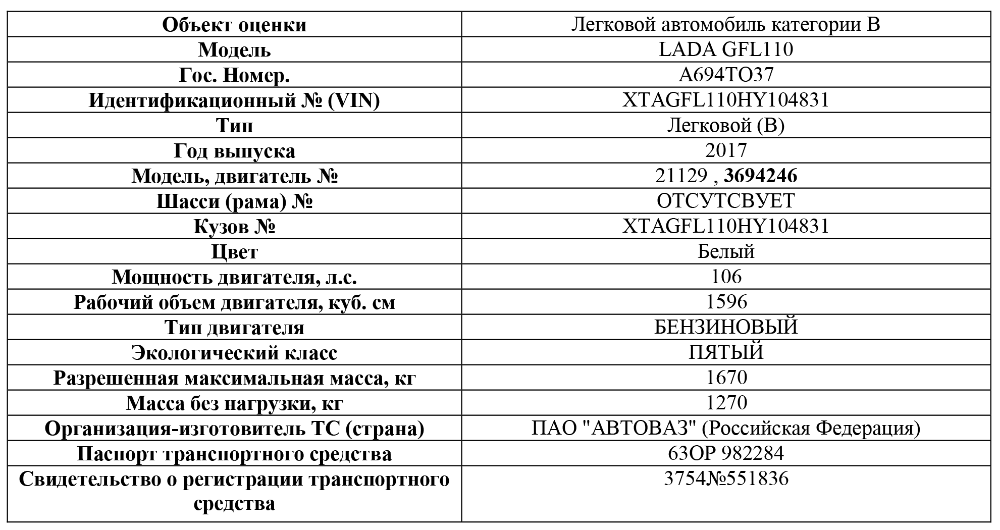 Объект оценки Легковой автомобиль категории В
Модель LADA GFL110
Гос. Номер. А694ТО37
Идентификационный № (VIN) XTAGFL110HY104831
Тип Легковой (В)
Год выпуска 2017
Модель, двигатель № 21129 , 3694246
Шасси (рама) № ОТСУТСВУЕТ
Кузов № XTAGFL110HY104831
Цвет Белый
Мощность двигателя, л.с. 106
Рабочий объем двигателя, куб. см 1596
Тип двигателя БЕНЗИНОВЫЙ
Экологический класс ПЯТЫЙ
Разрешенная максимальная масса, кг 1670
Масса без нагрузки, кг 1270
Организация-изготовитель ТС (страна) ПАО "АВТОВАЗ" (Российская Федерация)
Паспорт транспортного средства 63ОР 982284
Свидетельство о регистрации транспортного 3754№551836
средства